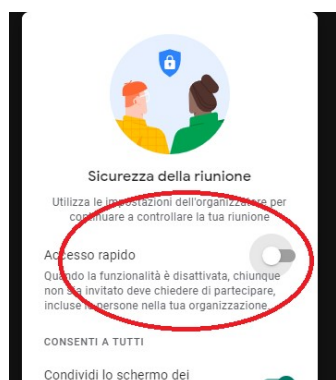 Sicurezza della riunione
Utilizza le impostazioni dell'organizzatore per
continuare a controllare la tua riunione
Accesso rapido
Quando la funzionalità è disattivata, chiunque
non sia invitato deve chiedere di partecipare,
incluse le persone nella tua organizzazione
CONSENTI A TUTTI
Condividi lo schermo dei